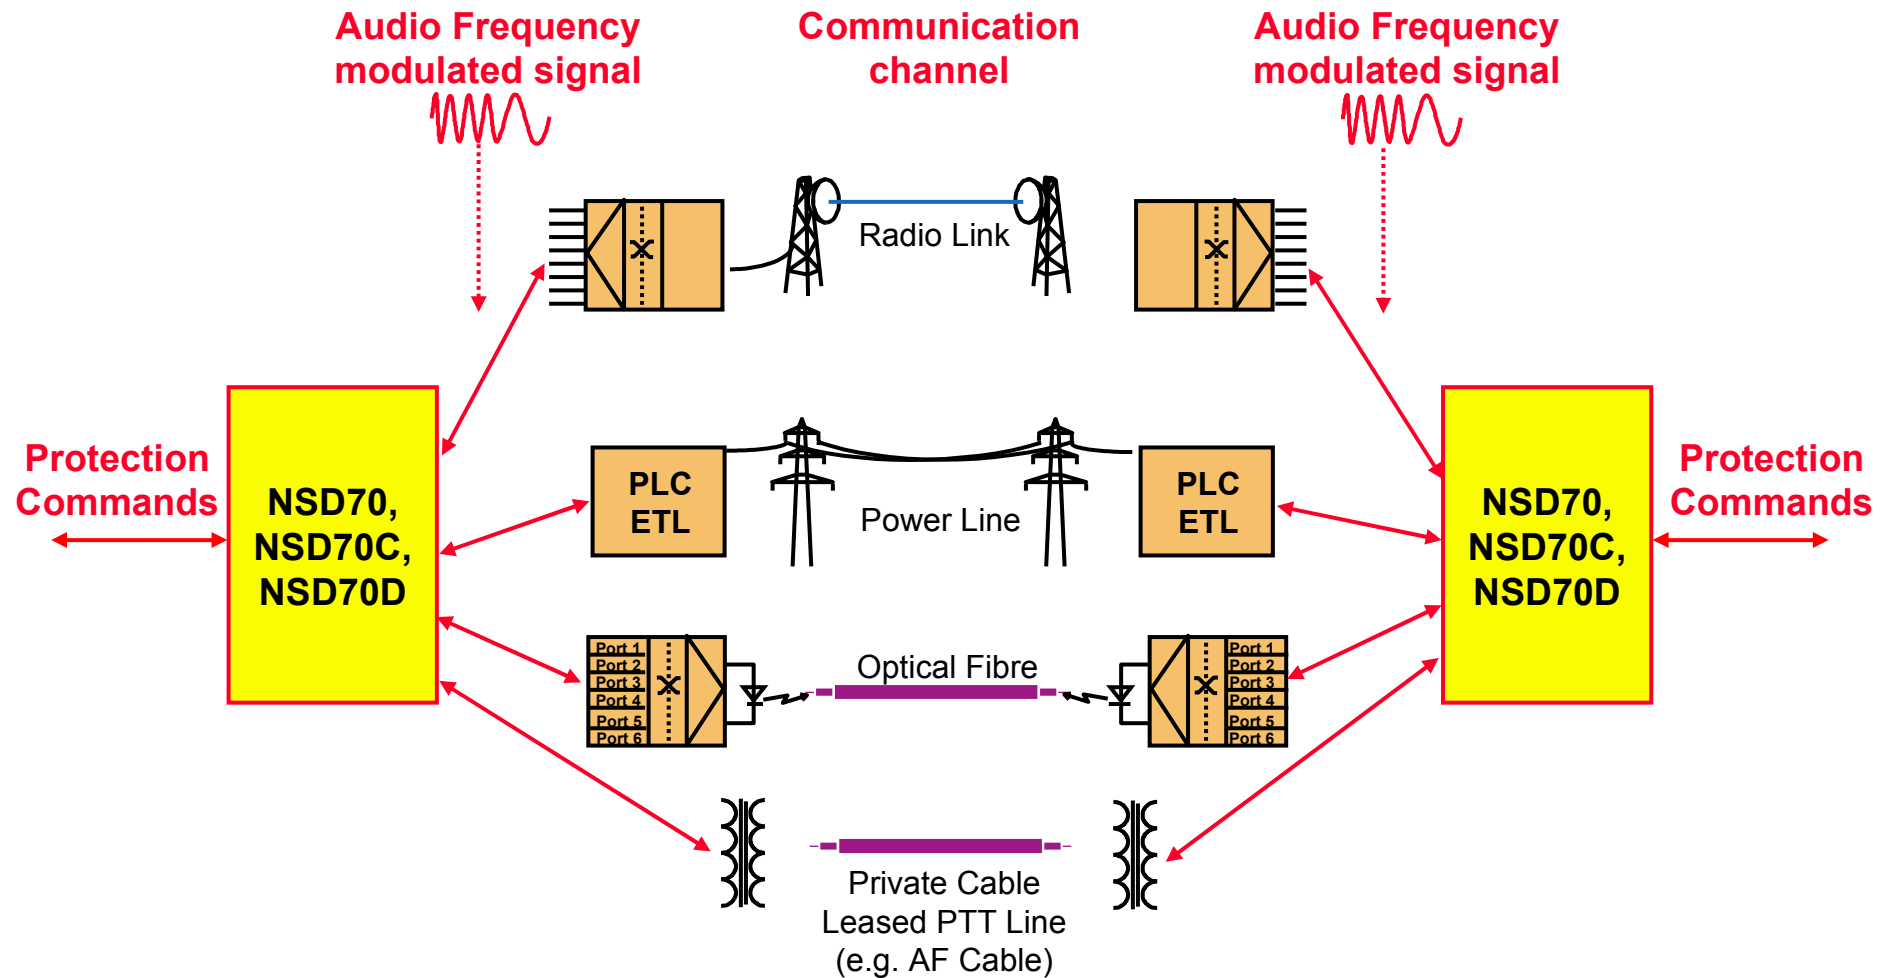 Audio Frequency
modulated signal
Communication
channel
Audio Frequency
modulated signal
Radio Link
Protection
Commands
NSD70,
NSD70C,
NSD70D
PLC
ETL
Power Line
PLC
ETL
NSD70,
NSD70C,
NSD70D
Protection
Commands
Port 1
Port 2
Port 3
Port 4
Port 5
Port 6
Optical Fibre
Port 1
Port 2
Port 3
Port 4
Port 5
Port 6
Private Cable
Leased PTT Line
(e.g. AF Cable)